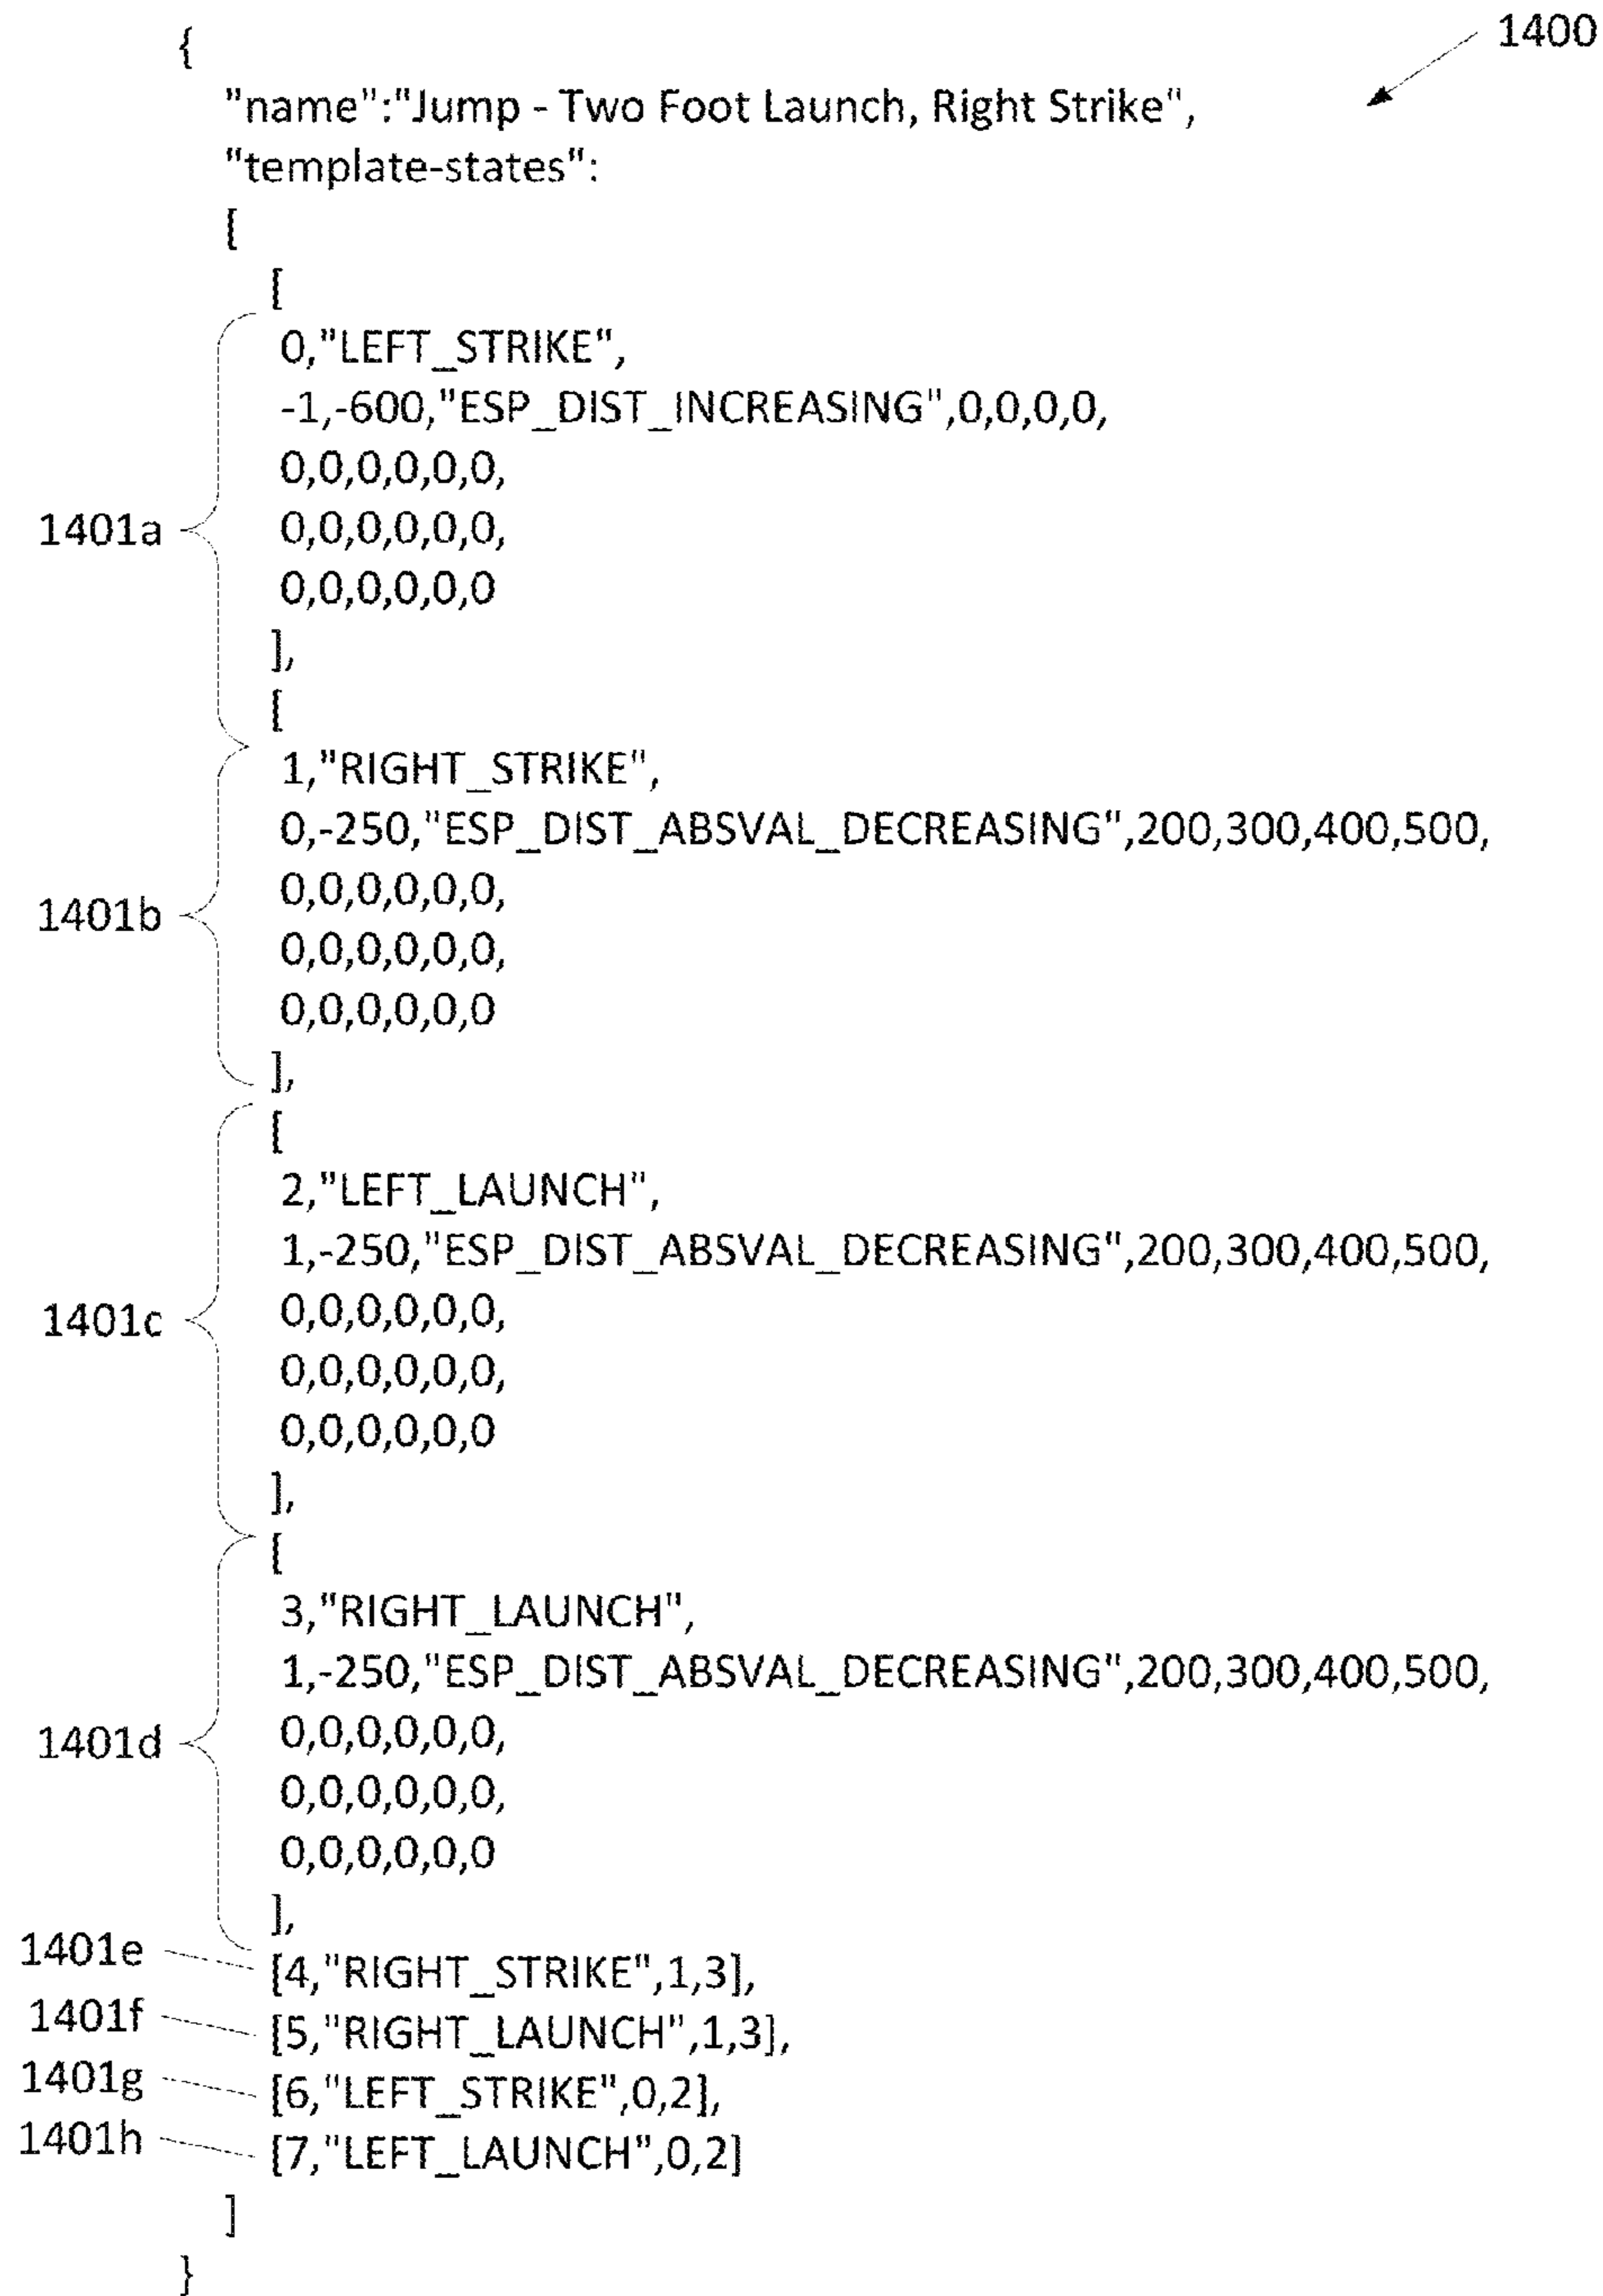 1400
{
"name":"Jump - Two Foot Launch, Right Strike",
"template-states":
[
[
0,"LEFT_STRIKE",
-1,-600,"ESP_DIST_INCREASING",0,0,0,0,
0,0,0,0,0,0,
1401a
0,0,0,0,0,0,
0,0,0,0,0,0
],
[
1,"RIGHT_STRIKE",
0,-250,"ESP_DIST_ABSVAL_DECREASING",200,300,400,500,
0,0,0,0,0,0,
1401b
0,0,0,0,0,0,
0,0,0,0,0,0
],
[
2,"LEFT_LAUNCH",
1,-250,"ESP_DIST_ABSVAL_DECREASING",200,300,400,500,
1401c
0,0,0,0,0,0,
0,0,0,0,0,0,
0,0,0,0,0,0
],
[
3,"RIGHT_LAUNCH",
1,-250,"ESP_DIST_ABSVAL_DECREASING",200,300,400,500,
1401d
0,0,0,0,0,0,
0,0,0,0,0,0,
0,0,0,0,0,0
],
1401e [4,"RIGHT_STRIKE",1,3],
1401f [5,"RIGHT_LAUNCH",1,3],
1401g [6,"LEFT_STRIKE",0,2],
1401h [7,"LEFT_LAUNCH",0,2]
]
}